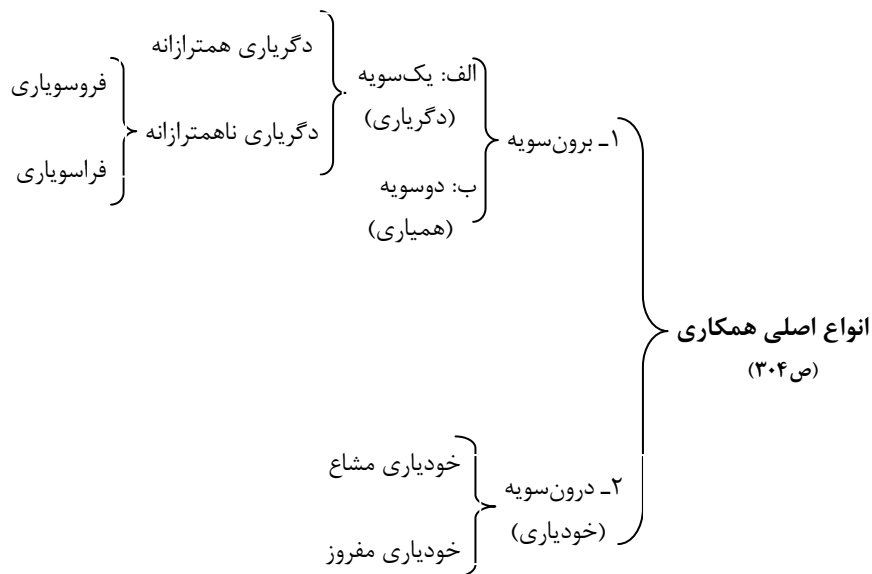 انواع اصلی همکاری
(ص۳۰۴)
۱ـ برون‌سویه
الف: یک‌سویه
(دگریاری)
دگریاری همترازانه
دگریاری ناهمترازانه
فروسویاری
فراسویاری
ب: دوسویه
(همیاری)
۲ـ درون‌سویه
(خودیاری)
خودیاری مشاع
خودیاری مفروز